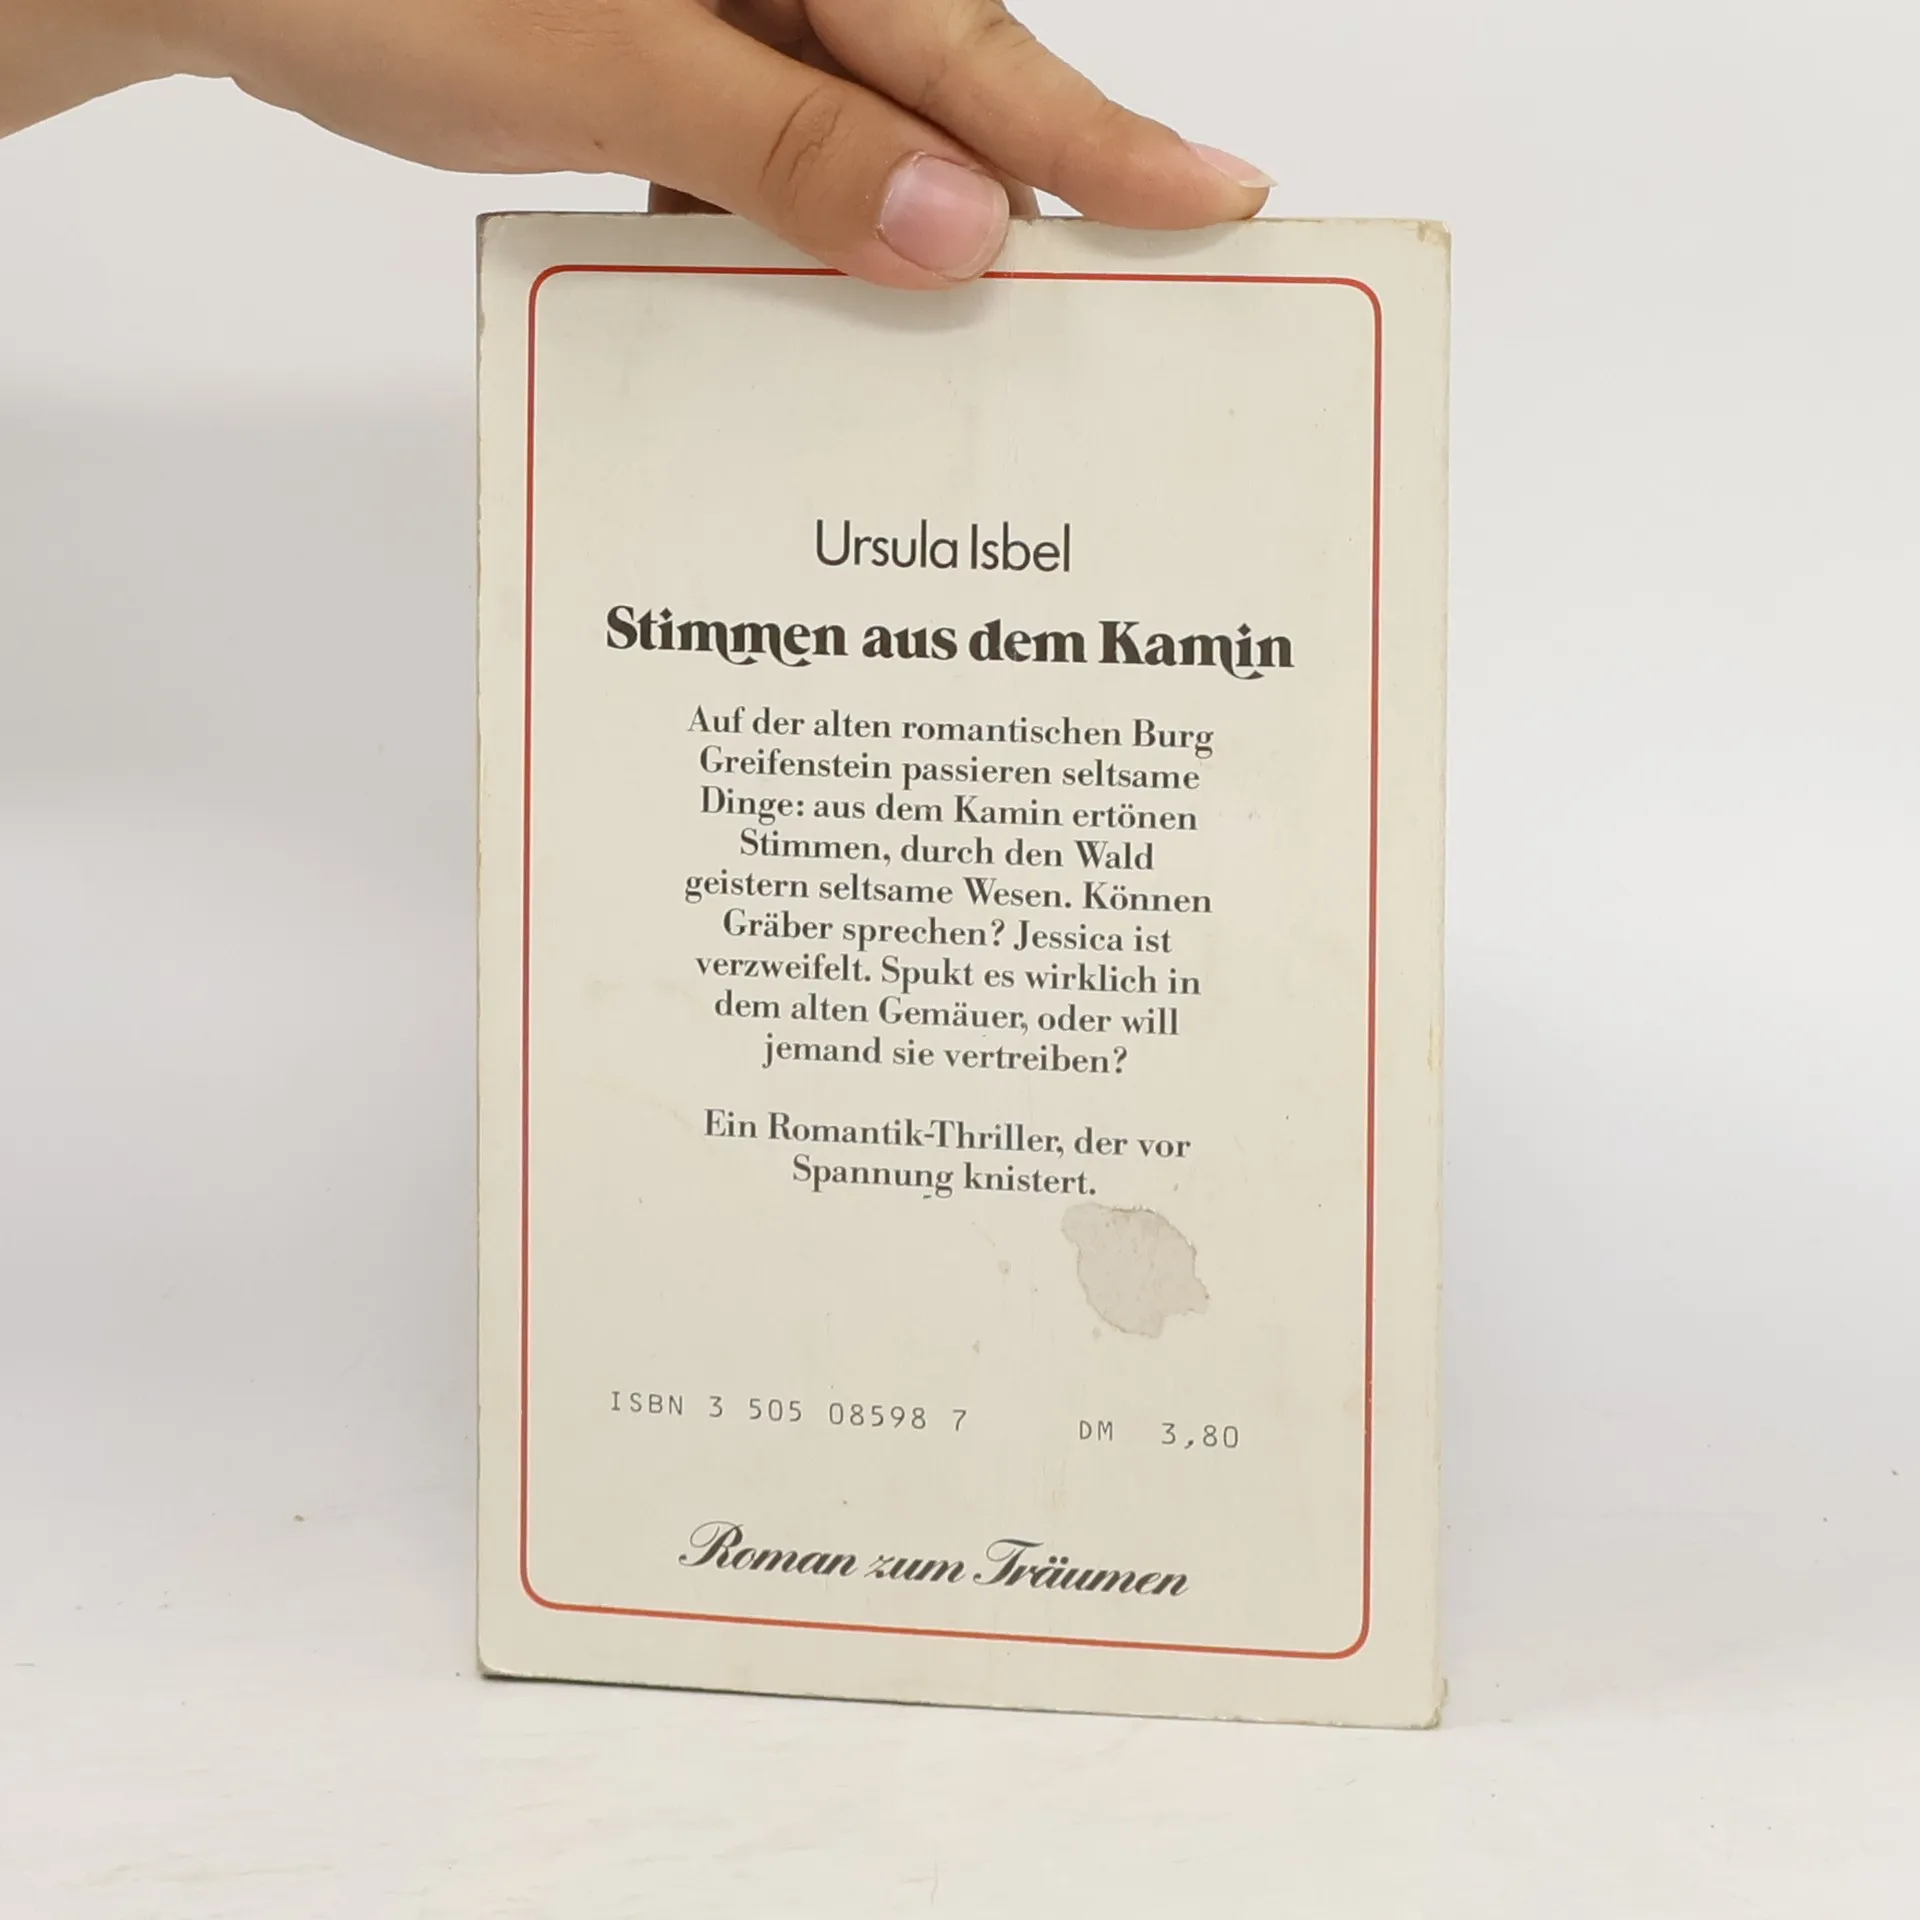 Ursula Isbel
Stimmen aus dem Kamin
Auf der alten romantischen Burg
Greifenstein passieren seltsame
Dinge: aus dem Kamin ertönen
Stimmen, durch den Wald
geistern seltsame Wesen. Können
Gräber sprechen? Jessica ist
verzweifelt. Spukt es wirklich in
dem alten Gemäuer, oder will
jemand sie vertreiben?
Ein Romantik-Thriller, der vor
Spannung knistert.
ISBN 3 505 08598 7 DM 3,80
Roman zum Träumen